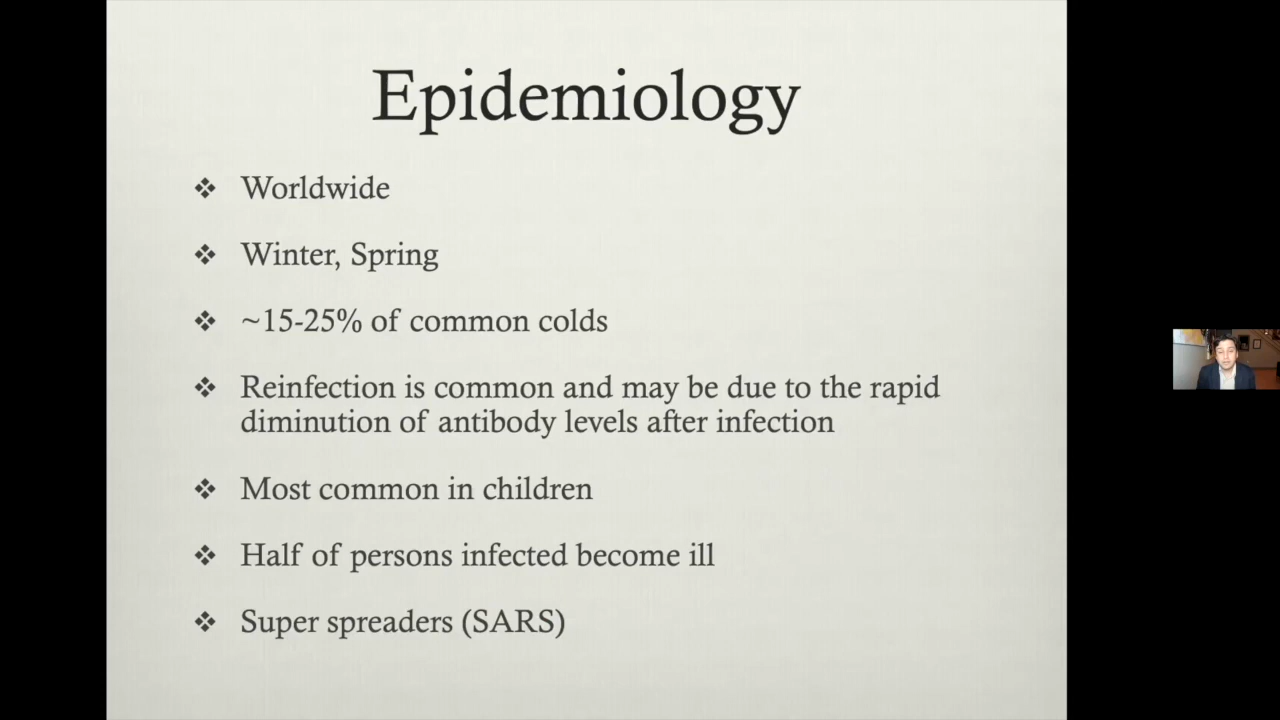 Epidemiology
❖ Worldwide
❖ Winter, Spring
❖ ~15-25% of common colds
❖ Reinfection is common and may be due to the rapid
diminution of antibody levels after infection
❖ Most common in children
❖ Half of persons infected become ill
❖ Super spreaders (SARS)